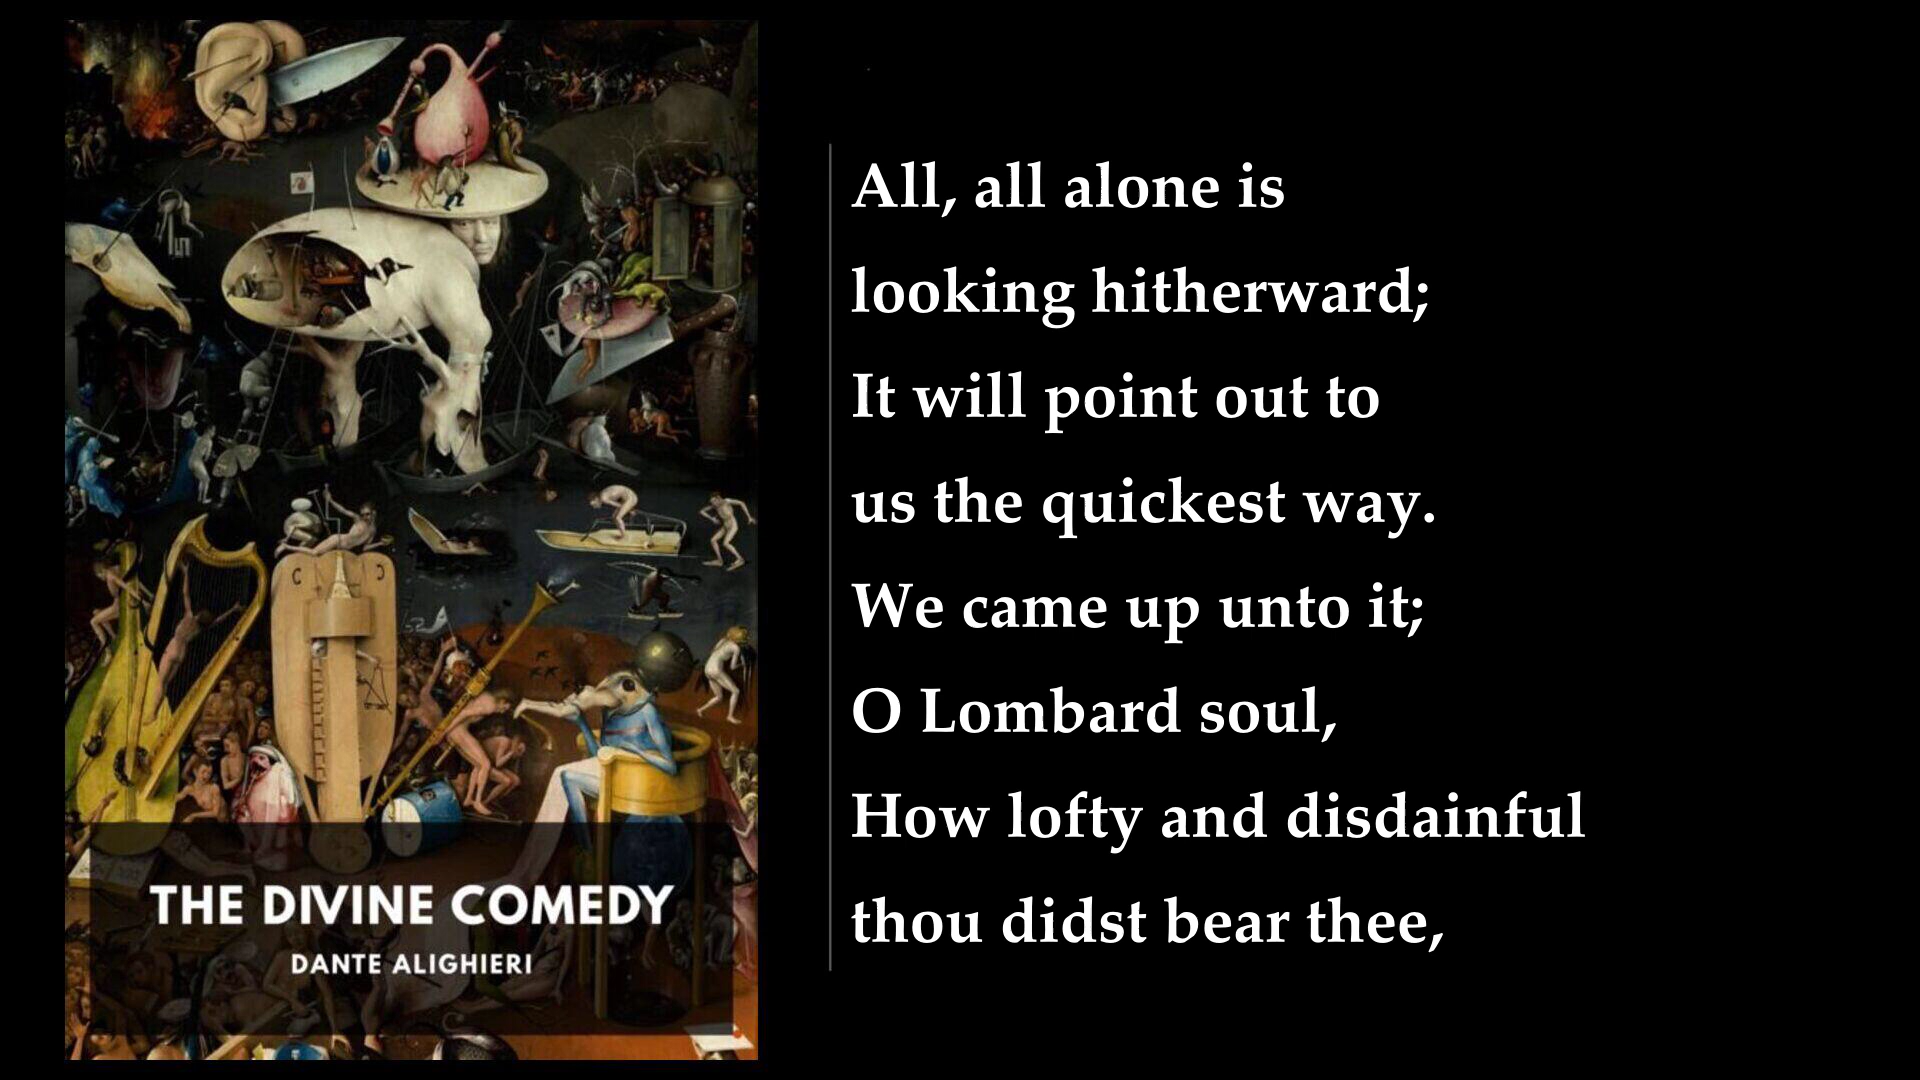 THE DIVINE COMEDY
DANTE ALIGHIERI
All, all alone is
looking hitherward;
It will point out to
us the quickest way.
We came up unto it;
O Lombard soul,
How lofty and disdainful
thou didst bear thee,